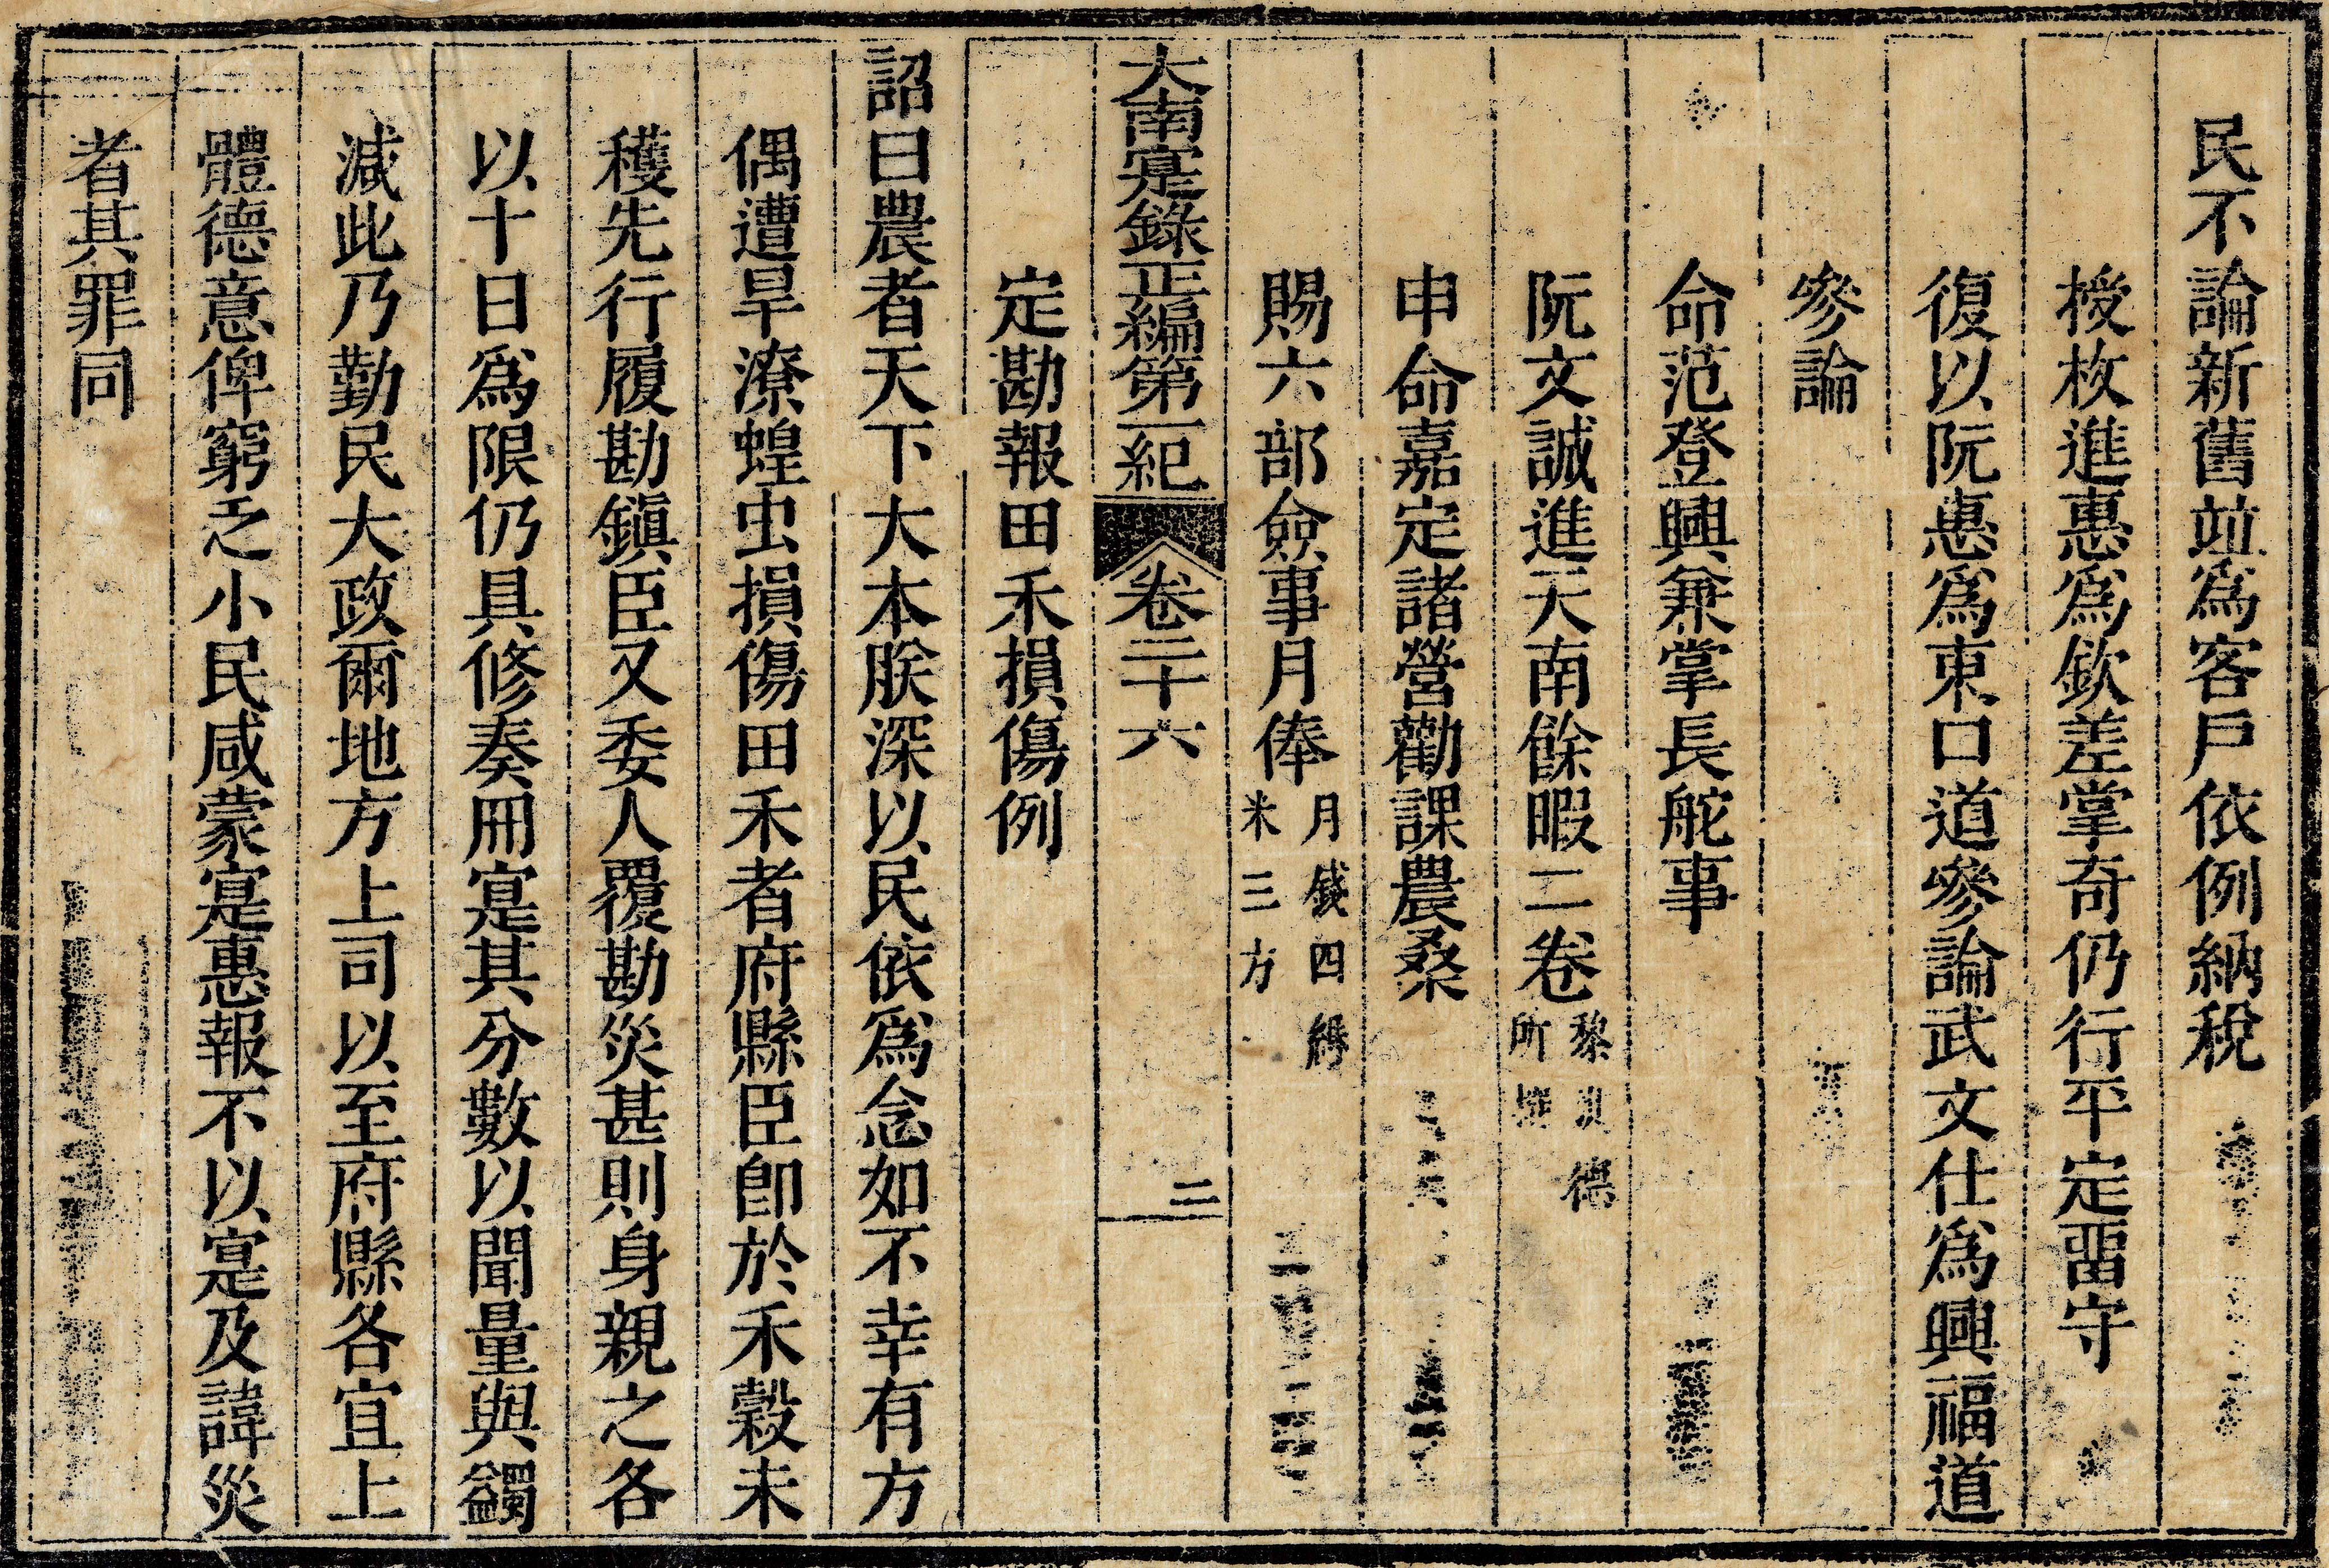 民不論新舊竝爲客戶依例納稅
授枚進惠爲欽差掌奇仍行平定畱守
復以阮惠爲東口道參論武文仕爲興福道
參論
命范登興兼掌長舵事
阮文誠進天南餘暇二卷黎洪德所撰
申命嘉定諸營勸課農桑
賜六部僉事月俸月錢四緡米三方
大南寔錄正編第一紀 卷二十六 二
定勘報田禾損傷例
詔曰農者天下大本朕深以民依爲念如不幸有方
偶遭旱潦蝗虫損傷田禾者府縣臣卽於禾穀未
穫先行履勘鎭臣又委人覆勘災甚則身親之各
以十日爲限仍具修奏冊寔其分數以聞量與蠲
減此乃勤民大政爾地方上司以至府縣各宜上
體德意俾窮乏小民咸蒙寔惠報不以寔及諱災
者其罪同